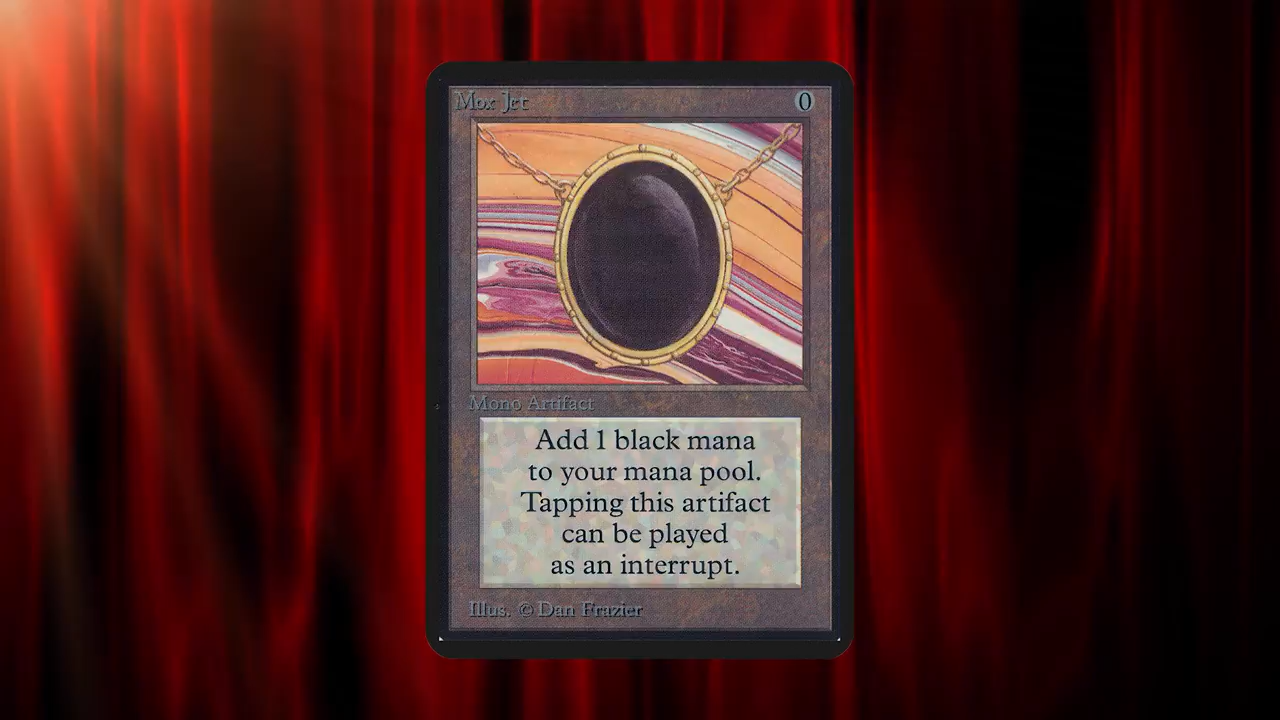 Mox Jet 0
Mono Artifact
Add 1 black mana
to your mana pool.
Tapping this artifact
can be played
as an interrupt.
Illus. © Dan Frazier